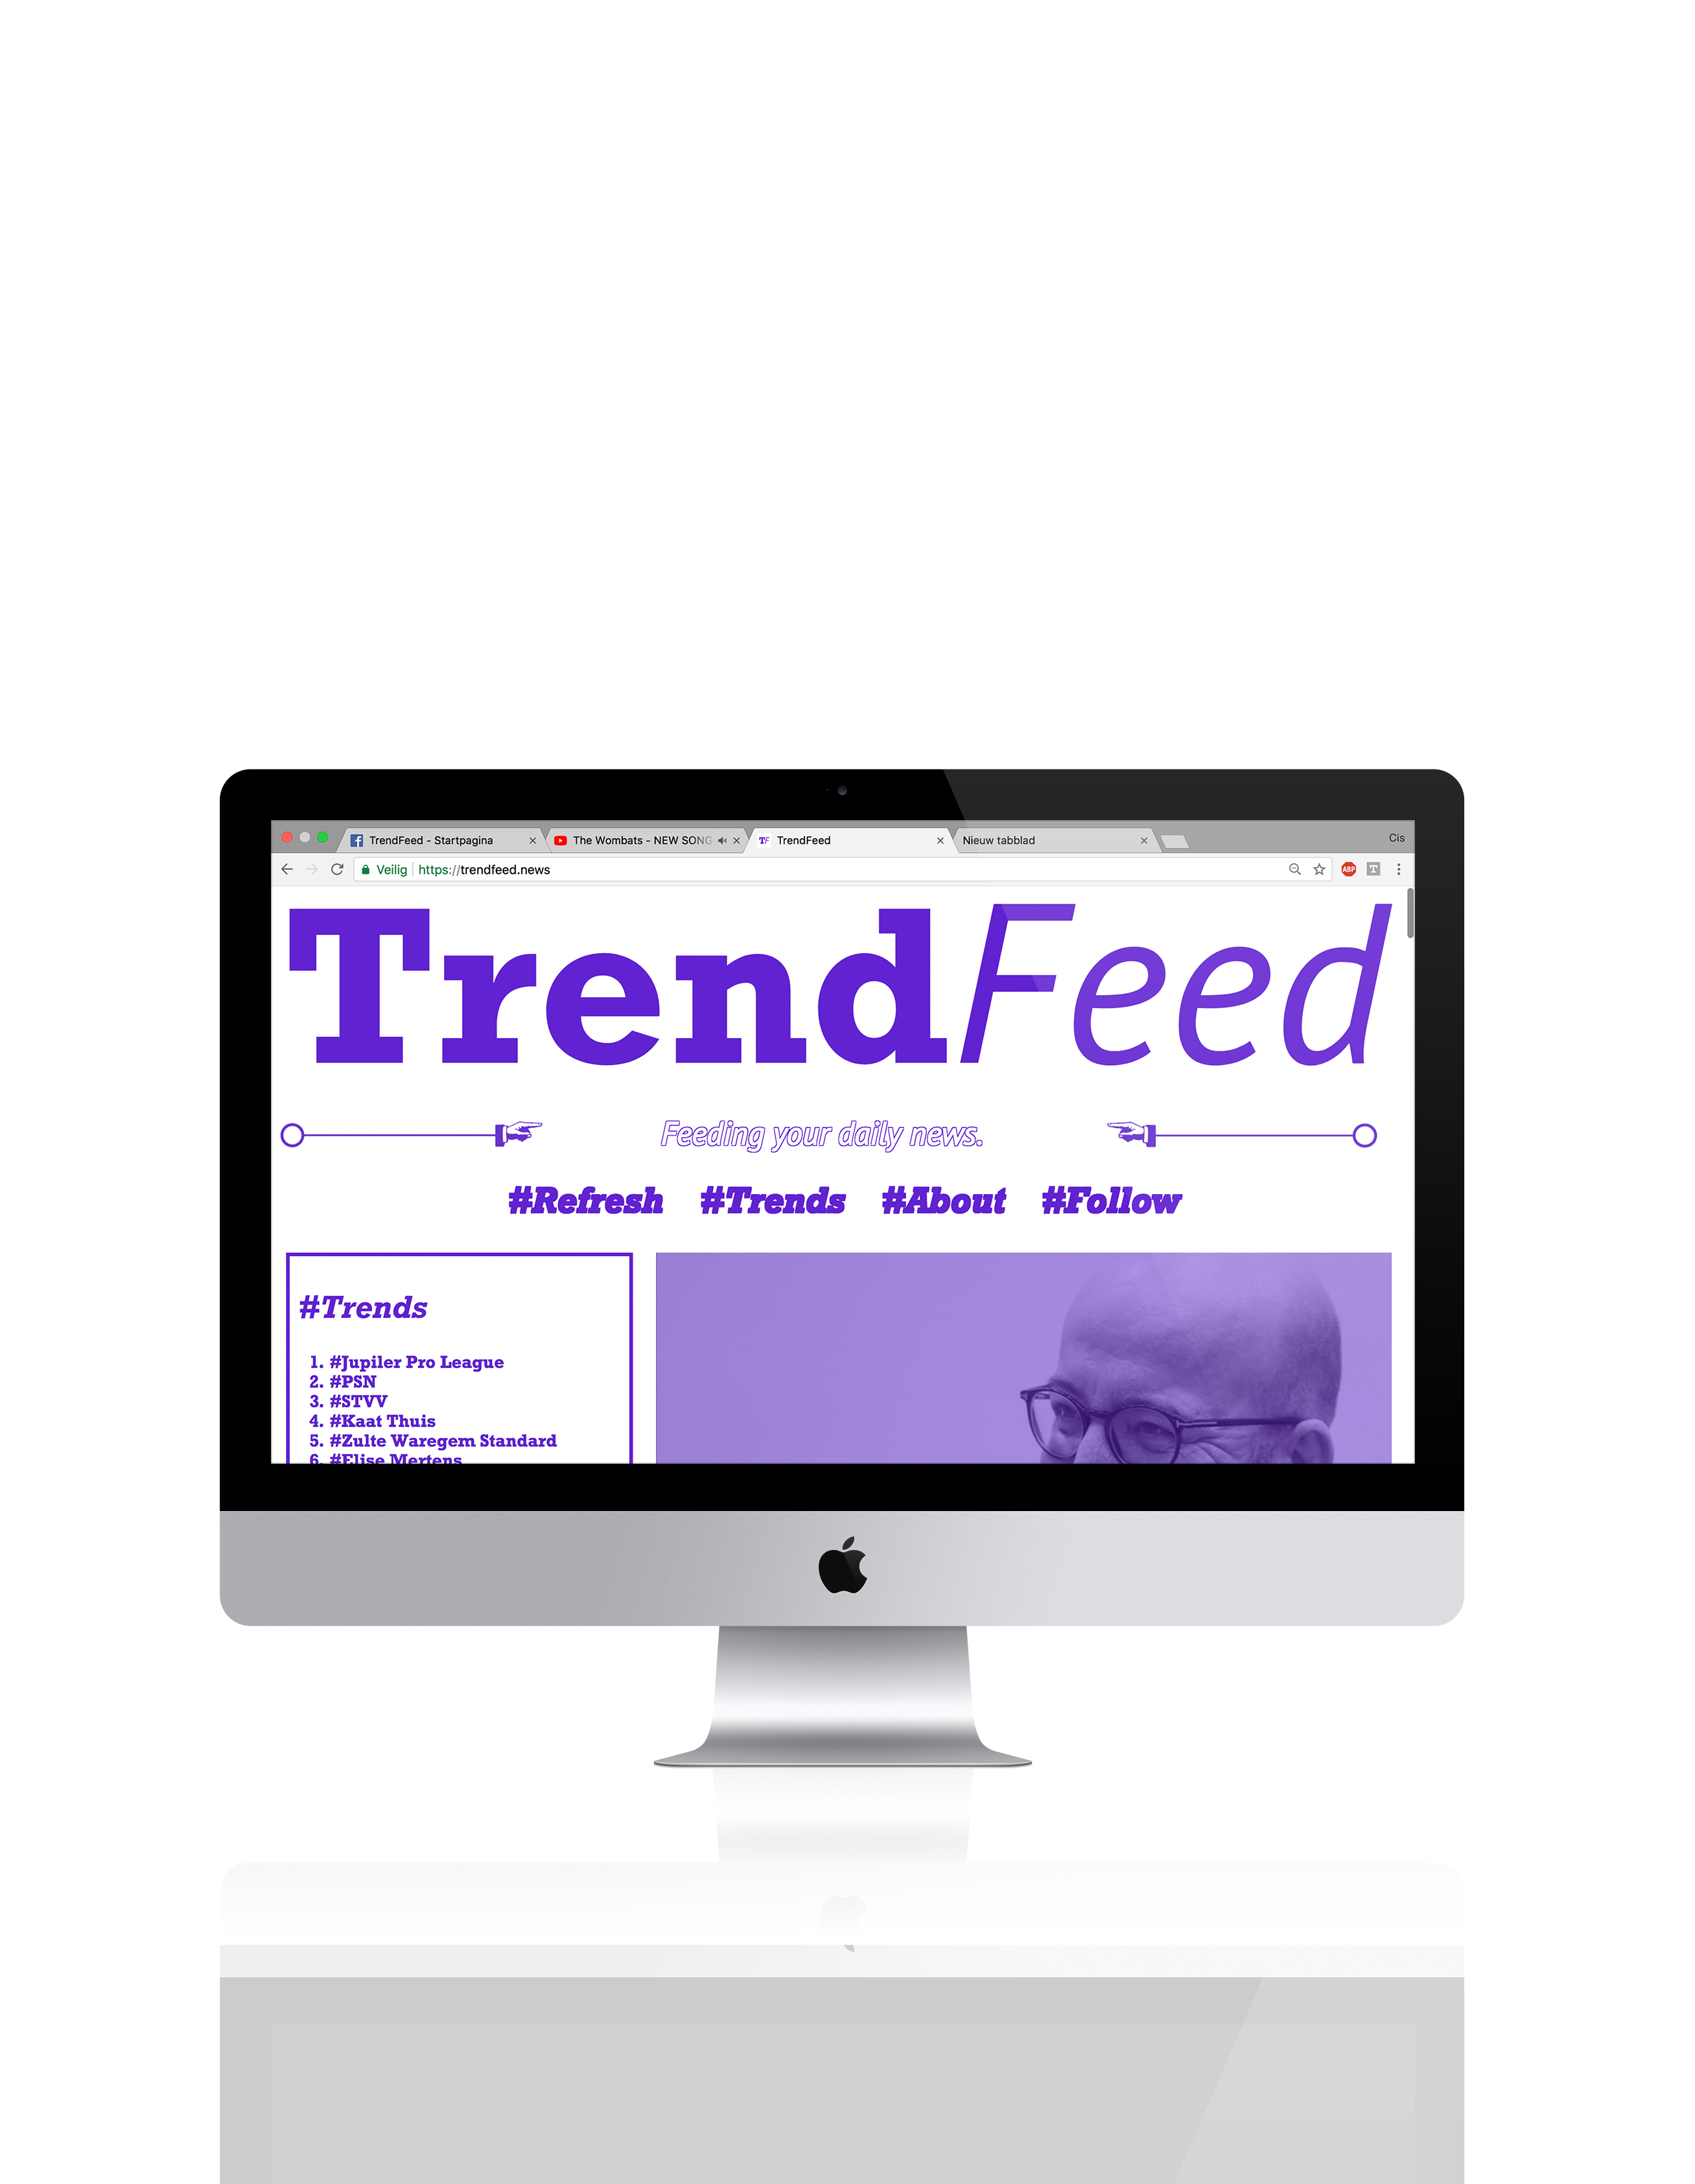 TrendFeed - Startpagina
The Wombats - NEW SONG
TrendFeed
Nieuw tabblad
Cis
Veilig
https://trendfeed.news
ABP
T
TrendFeed
Feeding your daily news.
#Refresh #Trends #About #Follow
#Trends
1. #Jupiler Pro League
2. #PSN
3. #STVV
4. #Kaat Thuis
5. #Zulte Waregem Standard
6. #Elise Mertens